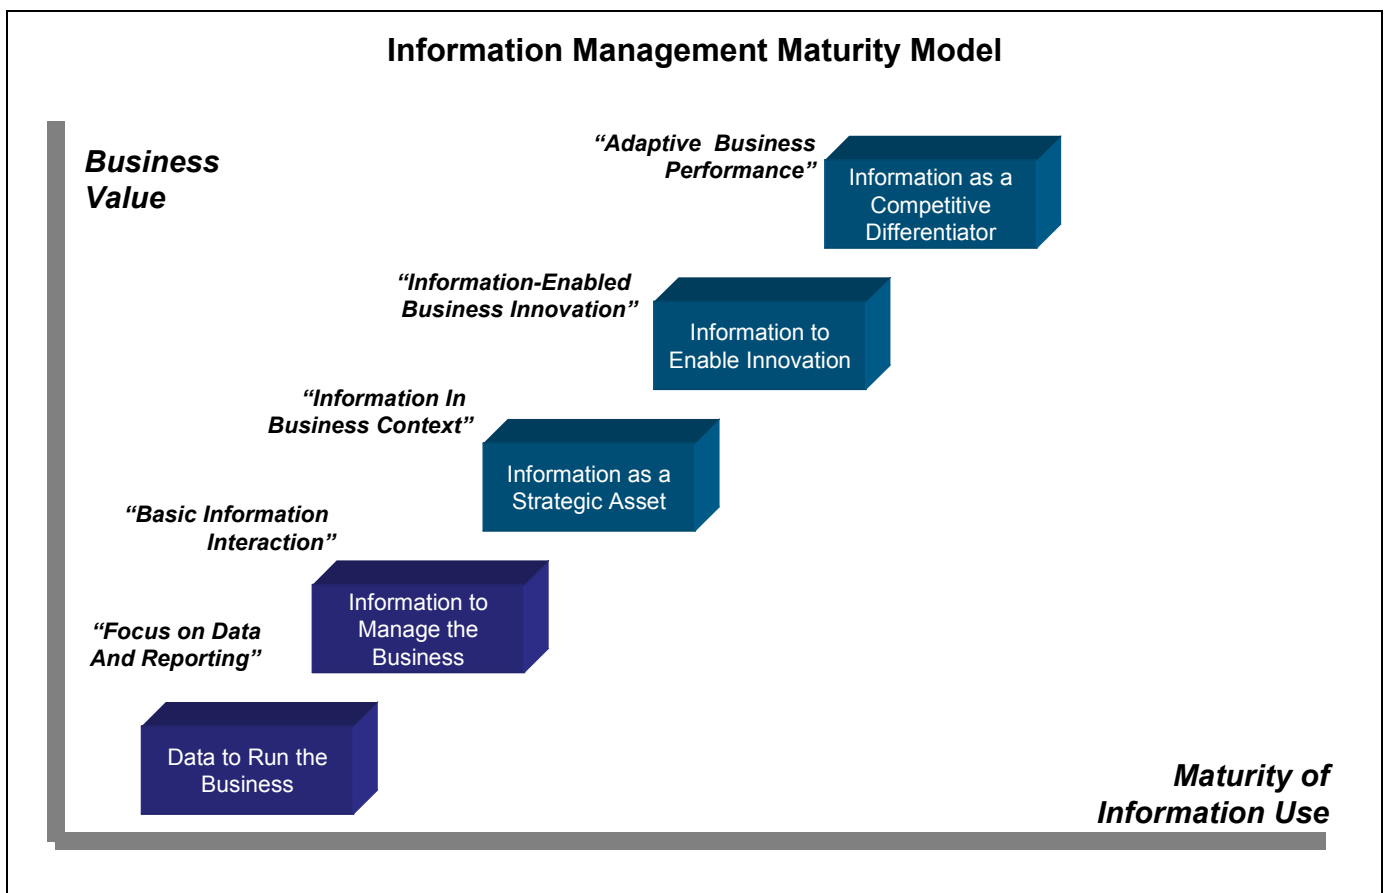 Information Management Maturity Model
Business
Value
“Adaptive Business
Performance”
Information as a
Competitive
Differentiator
“Information-Enabled
Business Innovation”
Information to
Enable Innovation
“Information In
Business Context”
Information as a
Strategic Asset
“Basic Information
Interaction”
Information to
Manage the
Business
“Focus on Data
And Reporting”
Data to Run the
Business
Maturity of
Information Use